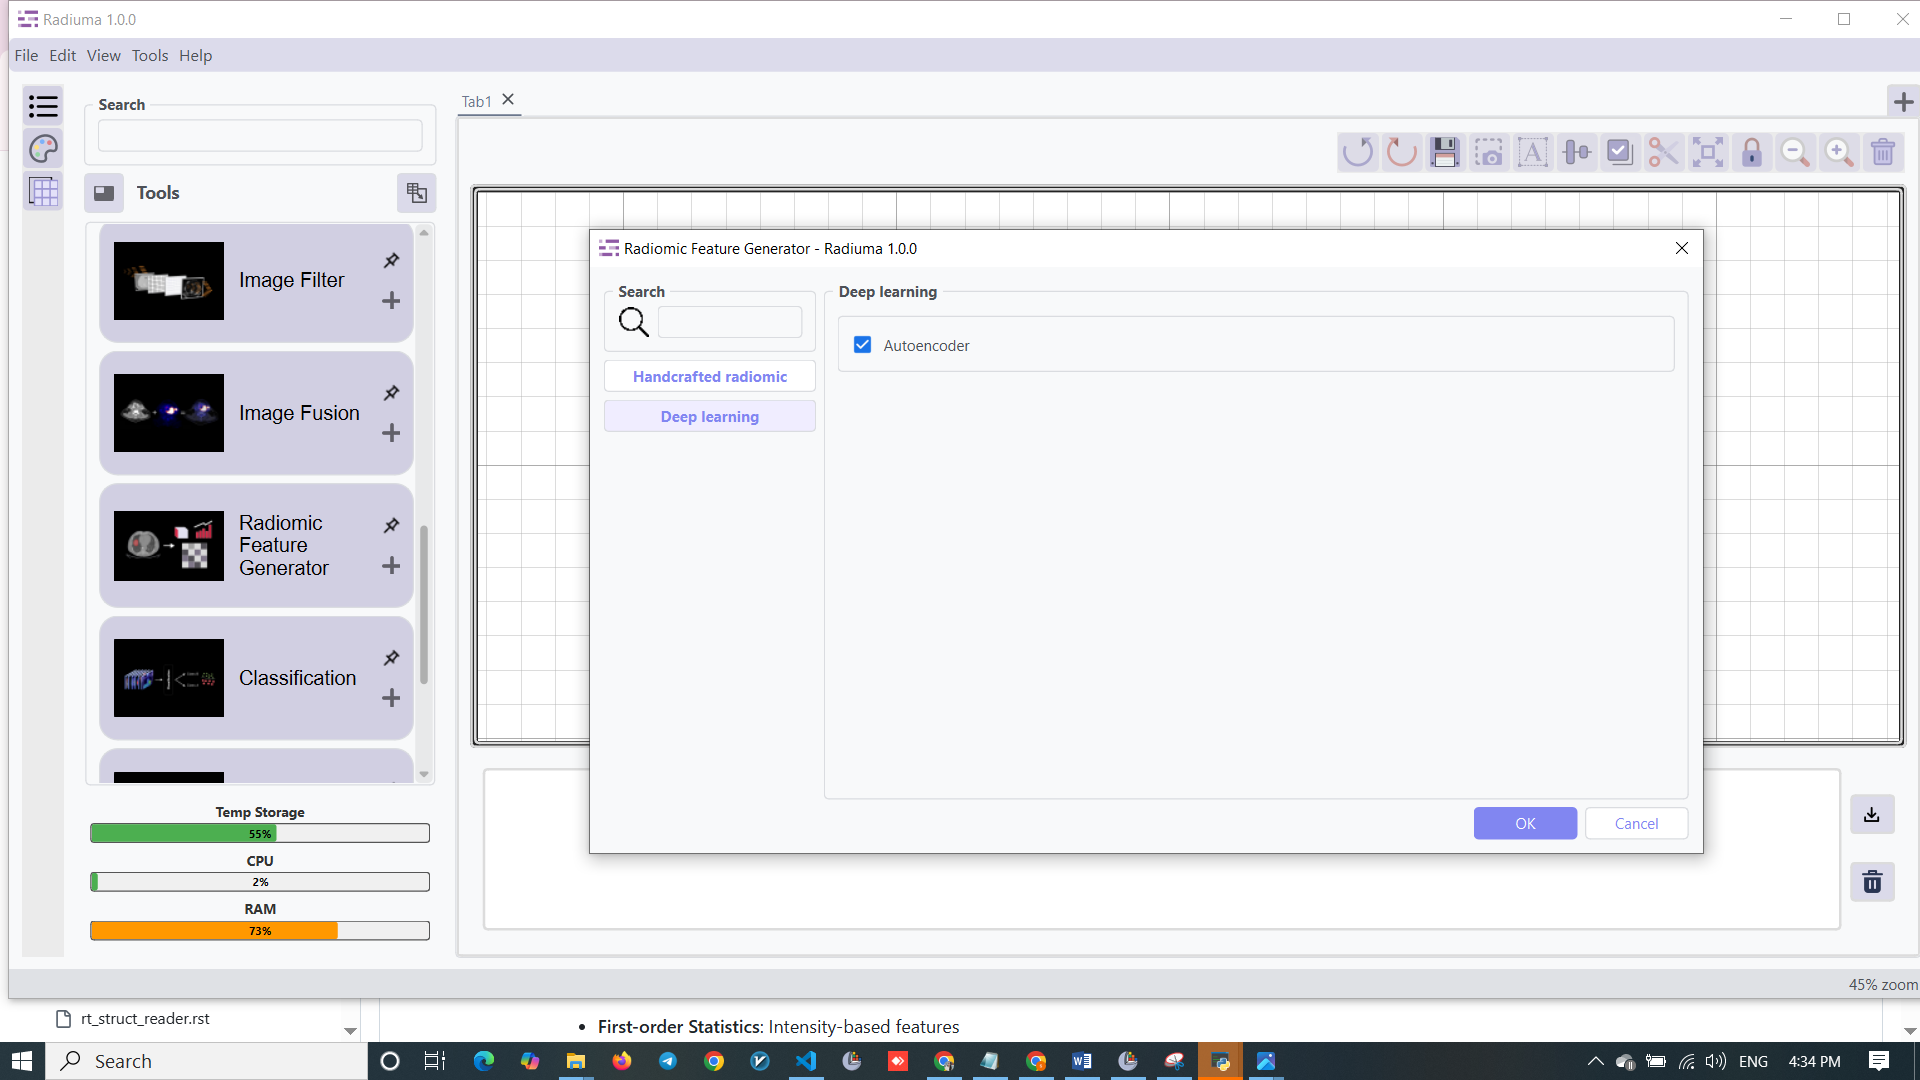 Radiuma 1.0.0
File Edit View Tools Help
Search
Tab1
Tools
Image Filter
Image Fusion
Radiomic
Feature
Generator
Classification
Temp Storage
55%
CPU
2%
RAM
73%
Radiomic Feature Generator - Radiuma 1.0.0
Search
Handcrafted radiomic
Deep learning
Deep learning
Autoencoder
OK Cancel
45% zoom
rt_struct_reader.rst
• First-order Statistics: Intensity-based features
Search
ENG
4:34 PM